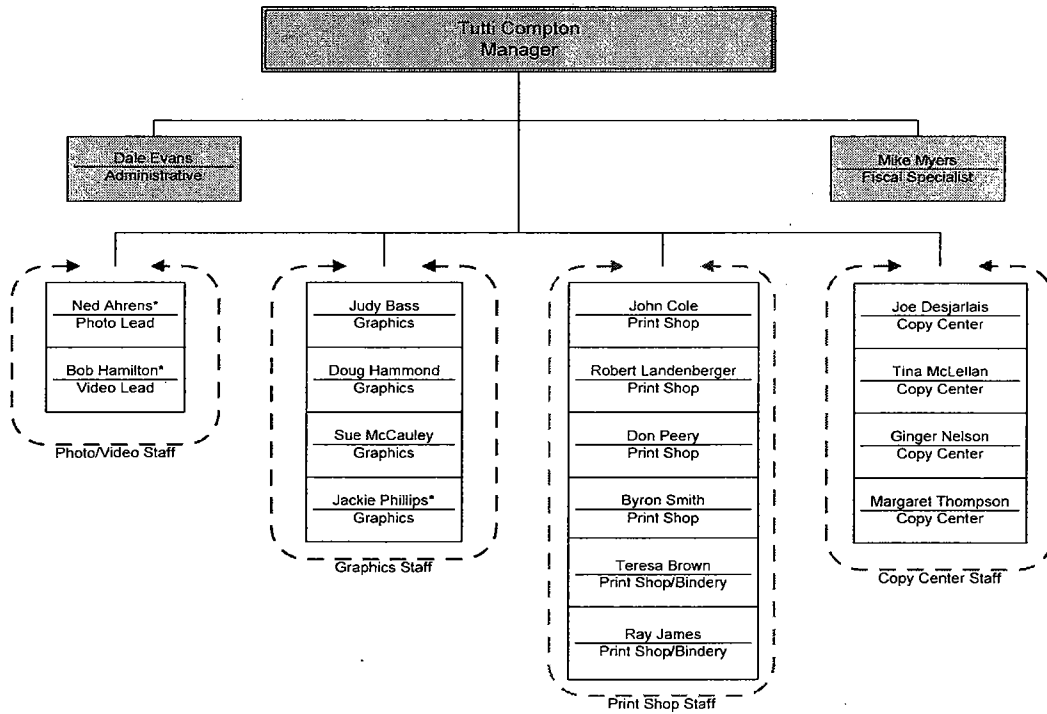 Tutti Compton
Manager
Dale Evans
Administrative
Mike Myers
Fiscal Specialist
Ned Ahrens*
Photo Lead
Bob Hamilton*
Video Lead
Photo/Video Staff
Judy Bass
Graphics
Doug Hammond
Graphics
Sue McCauley
Graphics
Jackie Phillips*
Graphics
Graphics Staff
John Cole
Print Shop
Robert Landenberger
Print Shop
Don Peery
Print Shop
Byron Smith
Print Shop
Teresa Brown
Print Shop/Bindery
Ray James
Print Shop/Bindery
Print Shop Staff
Joe Desjarlais
Copy Center
Tina McLellan
Copy Center
Ginger Nelson
Copy Center
Margaret Thompson
Copy Center
Copy Center Staff